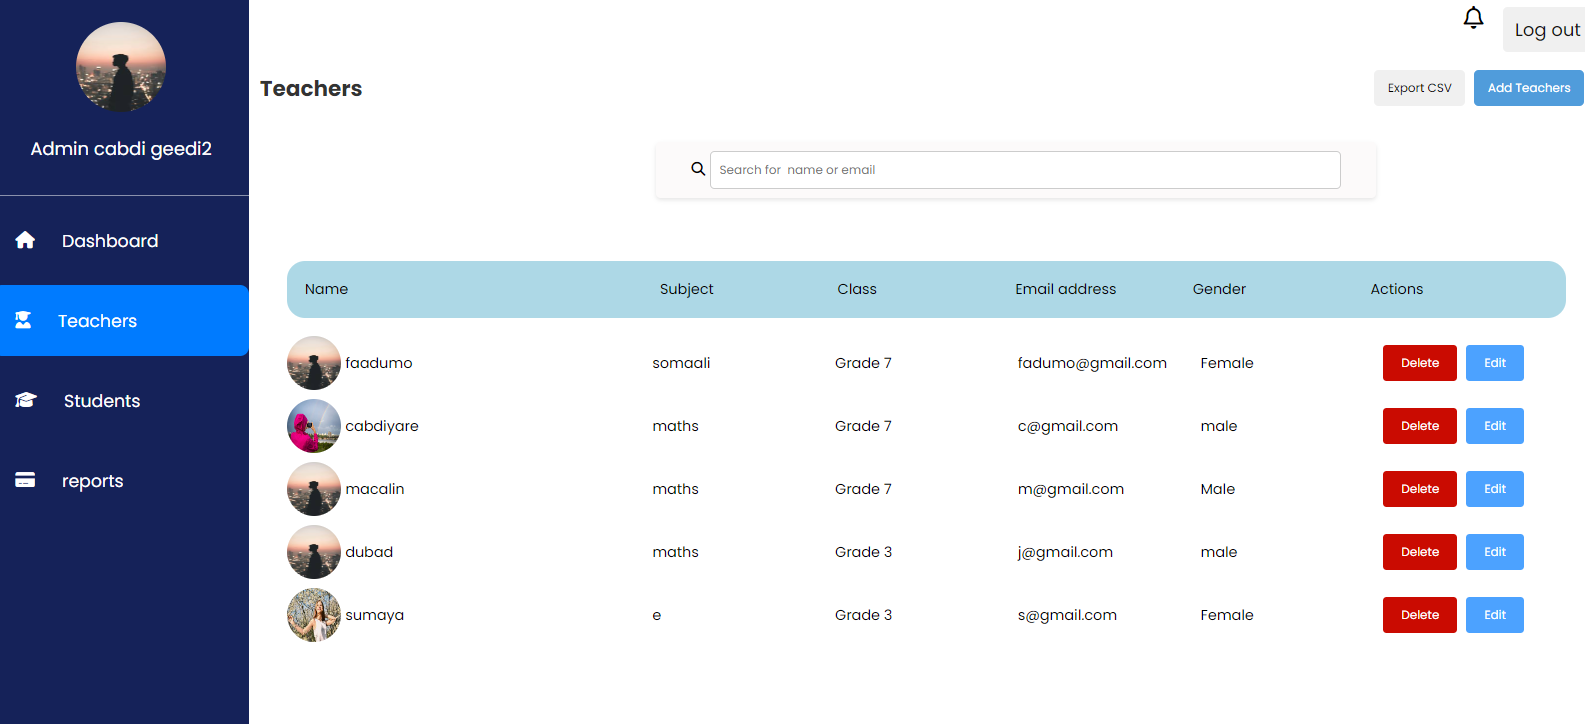 Admin cabdi geedi2
Dashboard
Teachers
Students
reports
Log out
Teachers
Export CSV
Add Teachers
Search for  name or email
Name Subject Class Email address Gender Actions
faadumo somaali Grade 7 fadumo@gmail.com Female Delete Edit
cabdiyare maths Grade 7 c@gmail.com male Delete Edit
macalin maths Grade 7 m@gmail.com Male Delete Edit
dubad maths Grade 3 j@gmail.com male Delete Edit
sumaya e Grade 3 s@gmail.com Female Delete Edit